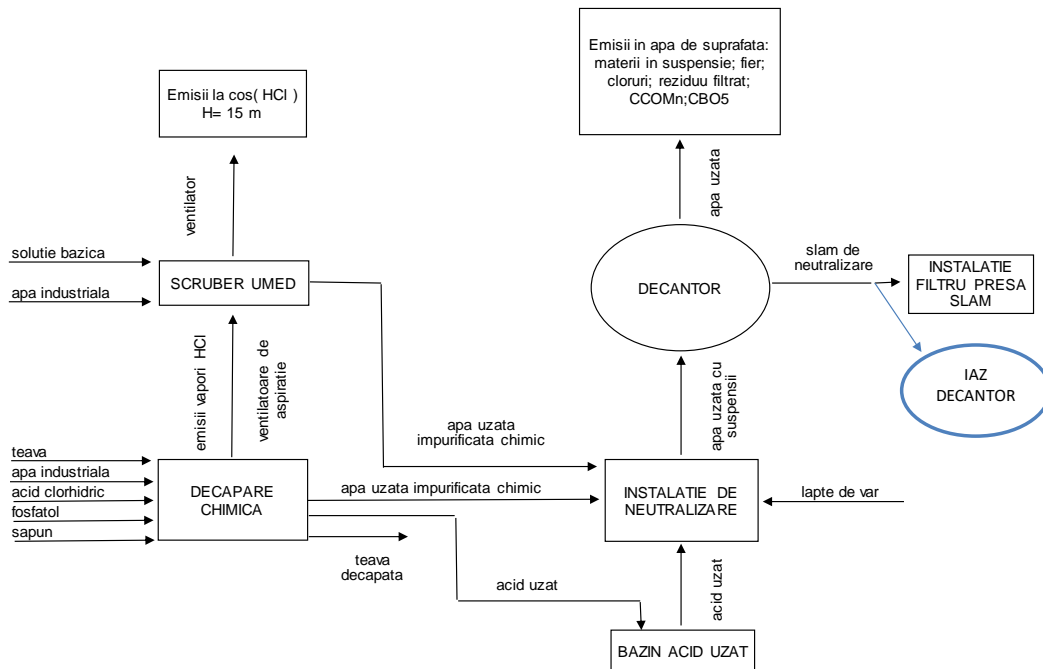 Emisii in apa de suprafata:
materii in suspensie; fier;
cloruri; reziduu filtrat;
CCOMn;CBO5
Emisii la cos( HCl )
H= 15 m
ventilator
apa uzata
solutie bazica
apa industriala
SCRUBER UMED
DECANTOR
slam de
neutralizare
INSTALATIE
FILTRU PRESA
SLAM
IAZ
DECANTOR
emisii vapori HCl
ventilatoare de
aspiratie
apa uzata cu
suspensii
apa uzata
impurificata chimic
teava
apa industriala
acid clorhidric
fosfatol
sapun
DECAPARE
CHIMICA
apa uzata impurificata chimic
INSTALATIE DE
NEUTRALIZARE
lapte de var
teava
decapata
acid uzat
acid uzat
BAZIN ACID UZAT